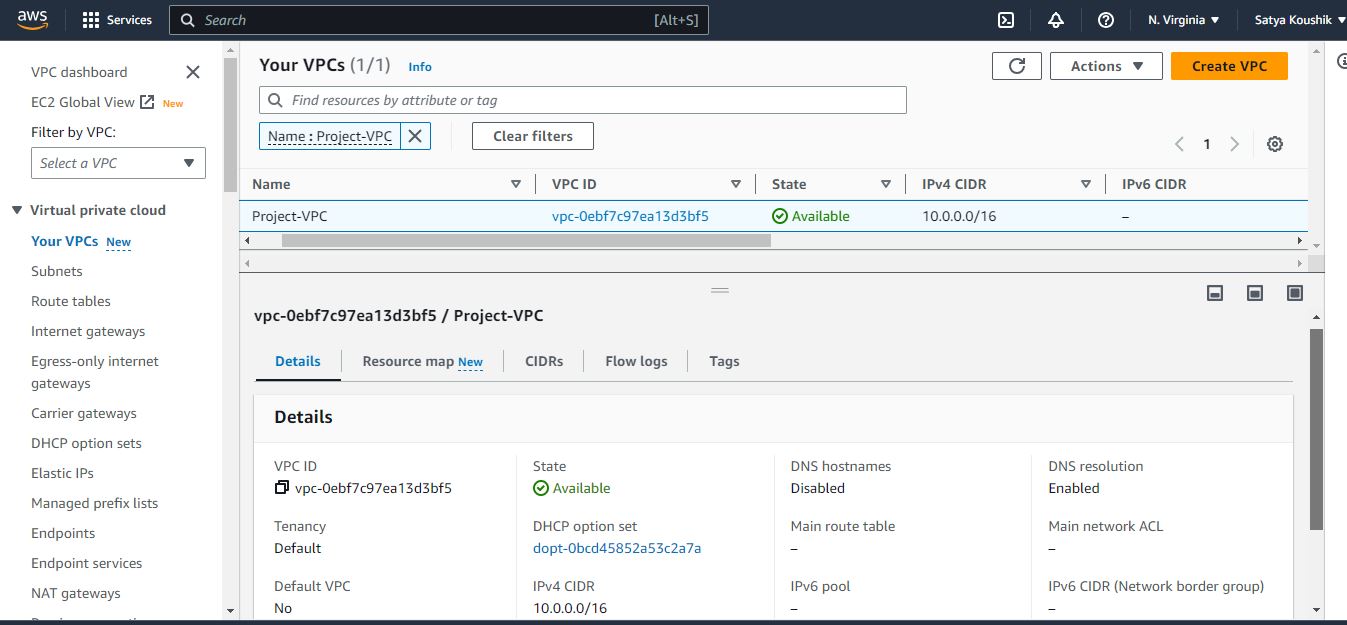 aws Services Search [Alt+S] N. Virginia Satya Koushik
VPC dashboard
EC2 Global View New
Filter by VPC:
Select a VPC
Virtual private cloud
Your VPCs New
Subnets
Route tables
Internet gateways
Egress-only internet
gateways
Carrier gateways
DHCP option sets
Elastic IPs
Managed prefix lists
Endpoints
Endpoint services
NAT gateways
Your VPCs (1/1) Info
Actions Create VPC
Find resources by attribute or tag
Name : Project-VPC Clear filters
1
Name VPC ID State IPv4 CIDR IPv6 CIDR
Project-VPC vpc-0ebf7c97ea13d3bf5 Available 10.0.0.0/16 –
vpc-0ebf7c97ea13d3bf5 / Project-VPC
Details Resource map New CIDRs Flow logs Tags
Details
VPC ID State DNS hostnames DNS resolution
vpc-0ebf7c97ea13d3bf5 Available Disabled Enabled
Tenancy DHCP option set Main route table Main network ACL
Default dopt-0bcd45852a53c2a7a – –
Default VPC IPv4 CIDR IPv6 pool IPv6 CIDR (Network border group)
No 10.0.0.0/16 – –